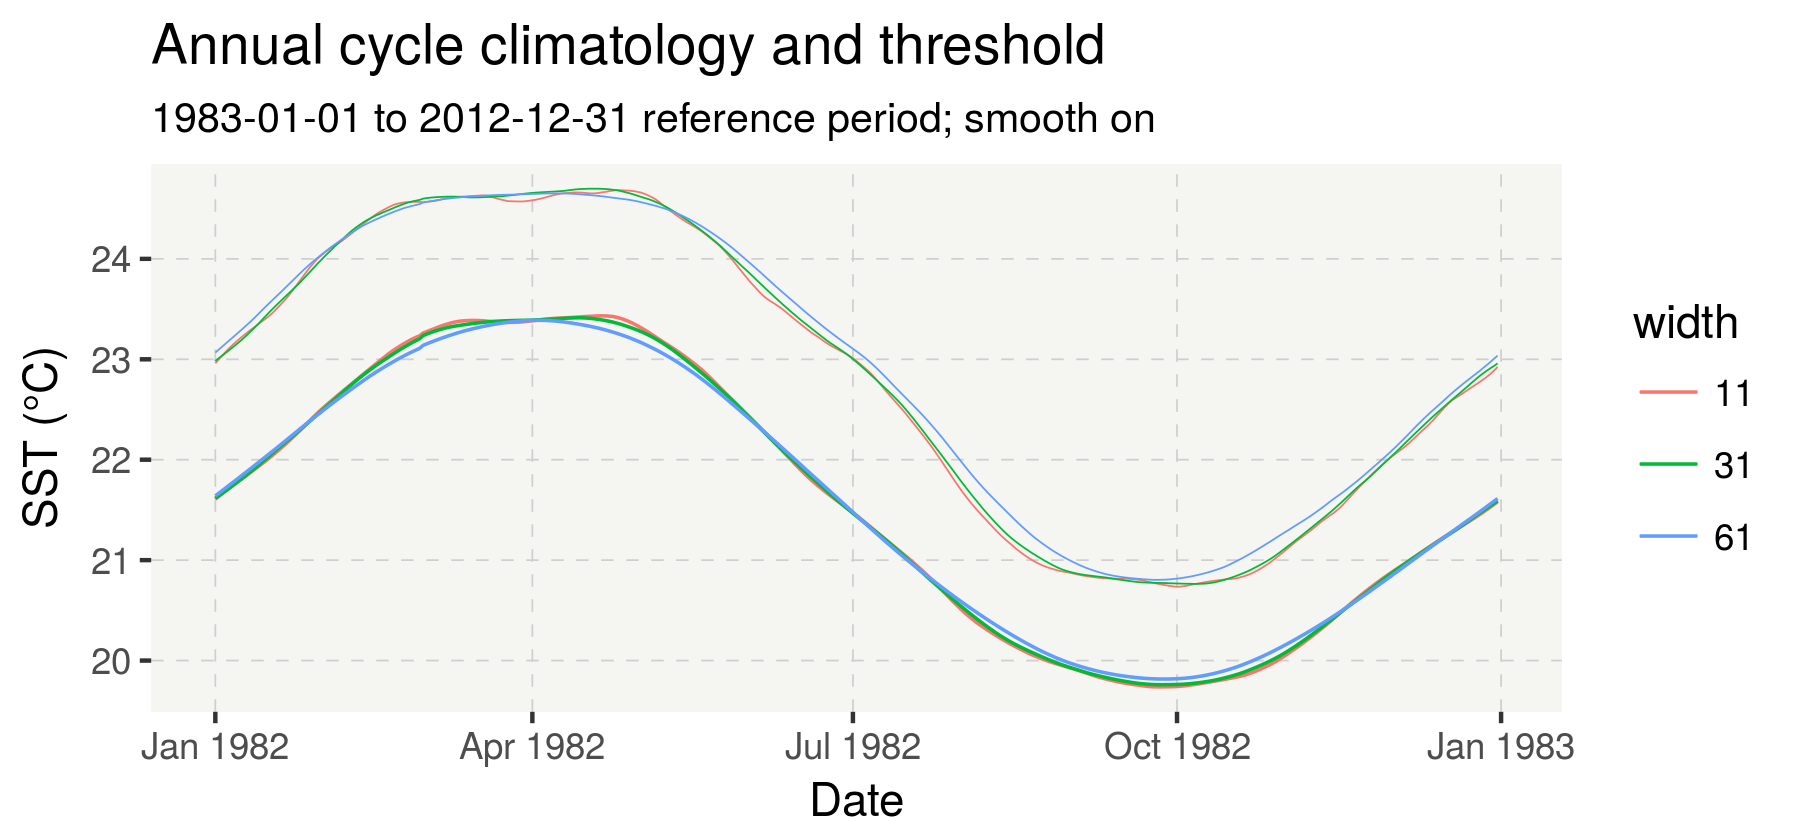 Annual cycle climatology and threshold
1983-01-01 to 2012-12-31 reference period; smooth on
SST (°C)
24
23
22
21
20
Jan 1982
Apr 1982
Jul 1982
Oct 1982
Jan 1983
Date
width
11
31
61